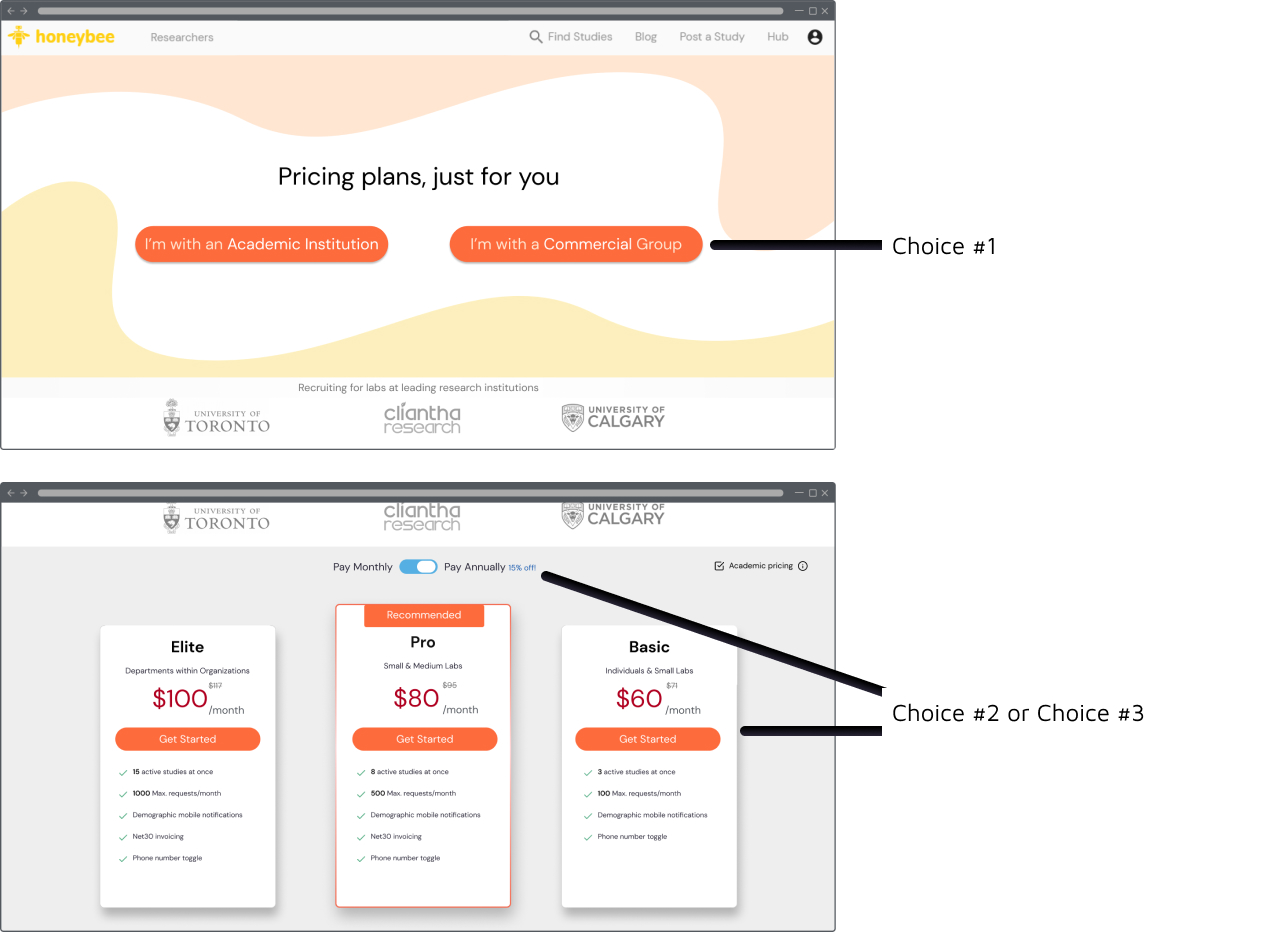 honeybee
Researchers
Find Studies
Blog
Post a Study
Hub
Pricing plans, just for you
I'm with an Academic Institution
I'm with a Commercial Group
Choice #1
Recruiting for labs at leading research institutions
UNIVERSITY OF
TORONTO
cliantha
research
UNIVERSITY OF
CALGARY
UNIVERSITY OF
TORONTO
cliantha
research
UNIVERSITY OF
CALGARY
Pay Monthly
Pay Annually 15% off!
Academic pricing
Elite
Departments within Organizations
$100 $117 /month
Get Started
15 active studies at once
1000 Max. requests/month
Demographic mobile notifications
Net30 invoicing
Phone number toggle
Recommended
Pro
Small & Medium Labs
$80 $95 /month
Get Started
8 active studies at once
500 Max. requests/month
Demographic mobile notifications
Net30 invoicing
Phone number toggle
Basic
Individuals & Small Labs
$60 $71 /month
Get Started
3 active studies at once
100 Max. requests/month
Demographic mobile notifications
Phone number toggle
Choice #2 or Choice #3